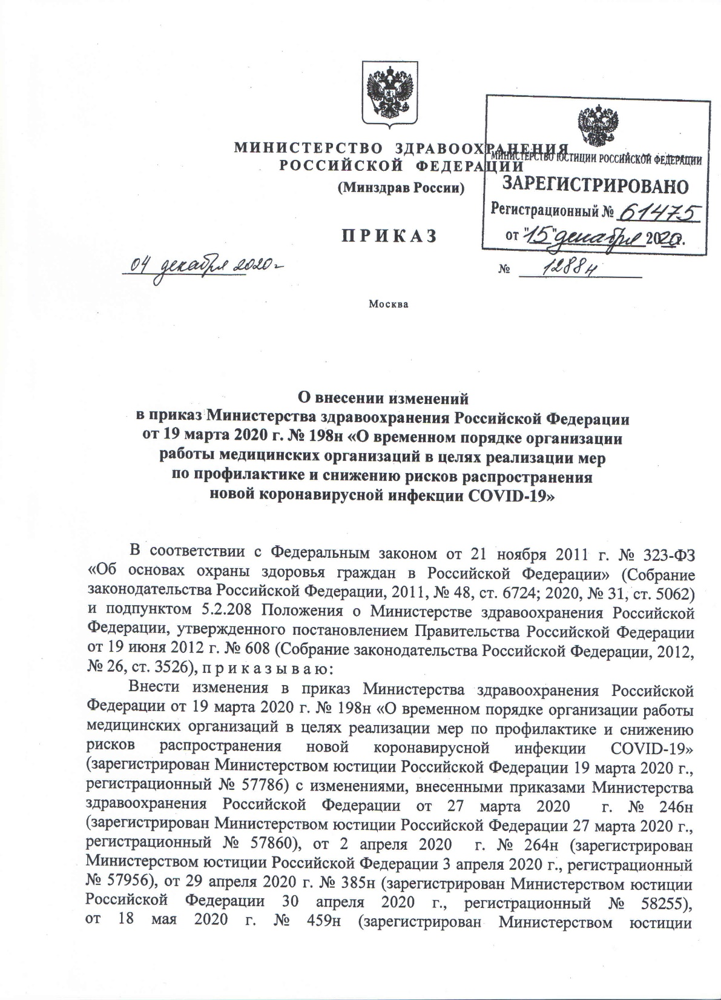 МИНИСТЕРСТВО ЗДРАВООХРАНЕНИЯ
РОССИЙСКОЙ ФЕДЕРАЦИИ
(Минздрав России)
МИНИСТЕРСТВО ЮСТИЦИИ РОССИЙСКОЙ ФЕДЕРАЦИИ
ЗАРЕГИСТРИРОВАНО
Регистрационный № 61475
от "15" декабря 2020.
ПРИКАЗ
04 декабря 2020 г
№ 1288н
Москва
О внесении изменений
в приказ Министерства здравоохранения Российской Федерации
от 19 марта 2020 г. № 198н «О временном порядке организации
работы медицинских организаций в целях реализации мер
по профилактике и снижению рисков распространения
новой коронавирусной инфекции COVID-19»
В соответствии с Федеральным законом от 21 ноября 2011 г. № 323-ФЗ
«Об основах охраны здоровья граждан в Российской Федерации» (Собрание
законодательства Российской Федерации, 2011, № 48, ст. 6724; 2020, № 31, ст. 5062)
и подпунктом 5.2.208 Положения о Министерстве здравоохранения Российской
Федерации, утвержденного постановлением Правительства Российской Федерации
от 19 июня 2012 г. № 608 (Собрание законодательства Российской Федерации, 2012,
№ 26, ст. 3526), п р и к а з ы в а ю:
Внести изменения в приказ Министерства здравоохранения Российской
Федерации от 19 марта 2020 г. № 198н «О временном порядке организации работы
медицинских организаций в целях реализации мер по профилактике и снижению
рисков распространения новой коронавирусной инфекции COVID-19»
(зарегистрирован Министерством юстиции Российской Федерации 19 марта 2020 г.,
регистрационный № 57786) с изменениями, внесенными приказами Министерства
здравоохранения Российской Федерации от 27 марта 2020 г. № 246н
(зарегистрирован Министерством юстиции Российской Федерации 27 марта 2020 г.,
регистрационный № 57860), от 2 апреля 2020 г. № 264н (зарегистрирован
Министерством юстиции Российской Федерации 3 апреля 2020 г., регистрационный
№ 57956), от 29 апреля 2020 г. № 385н (зарегистрирован Министерством юстиции
Российской Федерации 30 апреля 2020 г., регистрационный № 58255),
от 18 мая 2020 г. № 459н (зарегистрирован Министерством юстиции